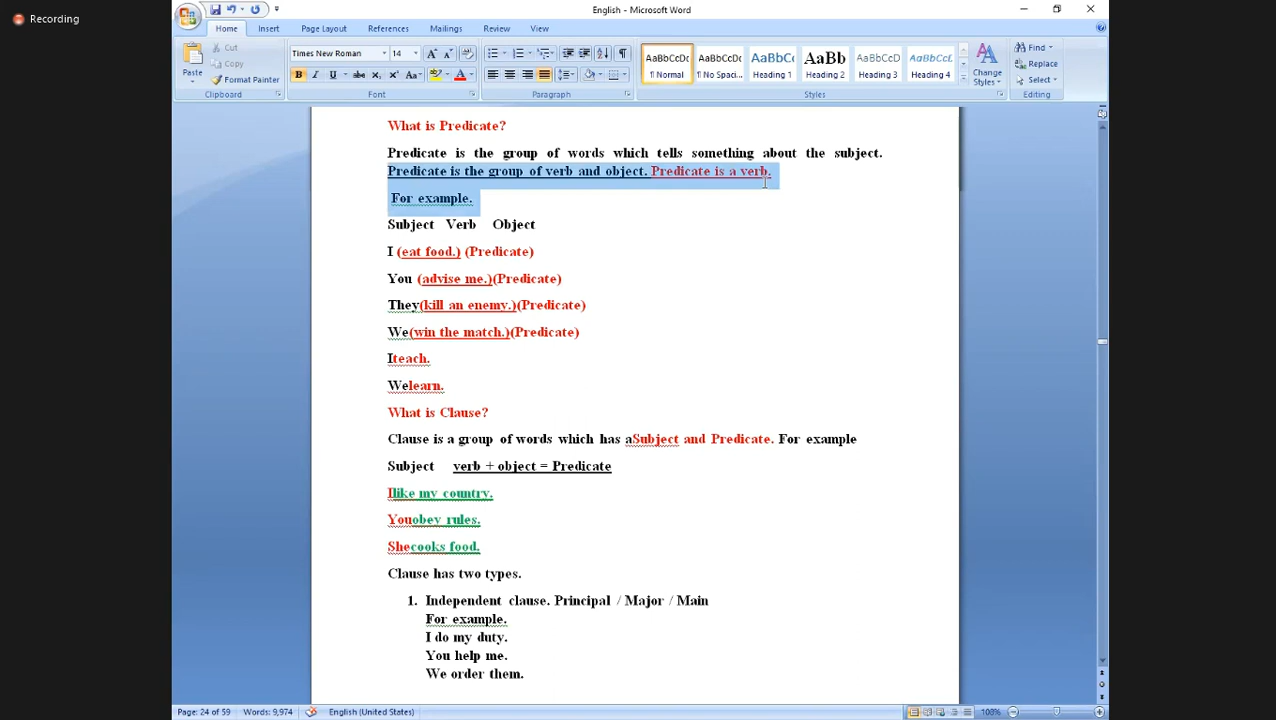 Recording
English - Microsoft Word
Home Insert Page Layout References Mailings Review View
Cut
Copy
Format Painter
Paste
Clipboard
Times New Roman 14
Font
Paragraph
AaBbCcDc AaBbCcDc AaBbCc AaBb AaBbCcI AaBbCcI
¶ Normal ¶ No Spaci... Heading 1 Heading 2 Heading 3 Heading 4
Change Styles
Styles
Find
Replace
Select
Editing
What is Predicate?
Predicate is the group of words which tells something about the subject.
Predicate is the group of verb and object. Predicate is a verb.
For example.
Subject Verb Object
I (eat food.) (Predicate)
You (advise me.)(Predicate)
They(kill an enemy.)(Predicate)
We(win the match.)(Predicate)
Iteach.
Welearn.
What is Clause?
Clause is a group of words which has aSubject and Predicate. For example
Subject verb + object = Predicate
Ilike my country.
Youobey rules.
Shecooks food.
Clause has two types.
1. Independent clause. Principal / Major / Main
For example.
I do my duty.
You help me.
We order them.
Page: 24 of 59 Words: 9,974 English (United States) 108%